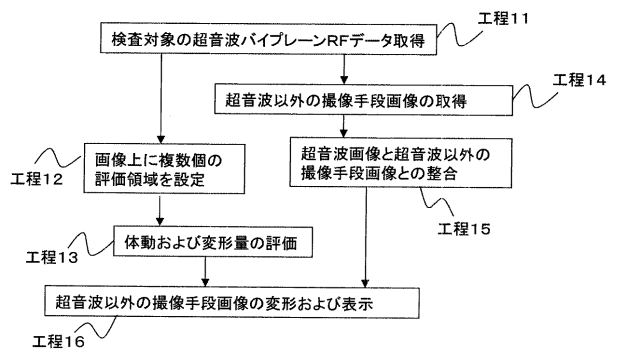 工程11
検査対象の超音波バイプレーンRFデータ取得
工程14
超音波以外の撮像手段画像の取得
工程12
画像上に複数個の
評価領域を設定
超音波画像と超音波以外の
撮像手段画像との整合
工程15
工程13
体動および変形量の評価
超音波以外の撮像手段画像の変形および表示
工程16